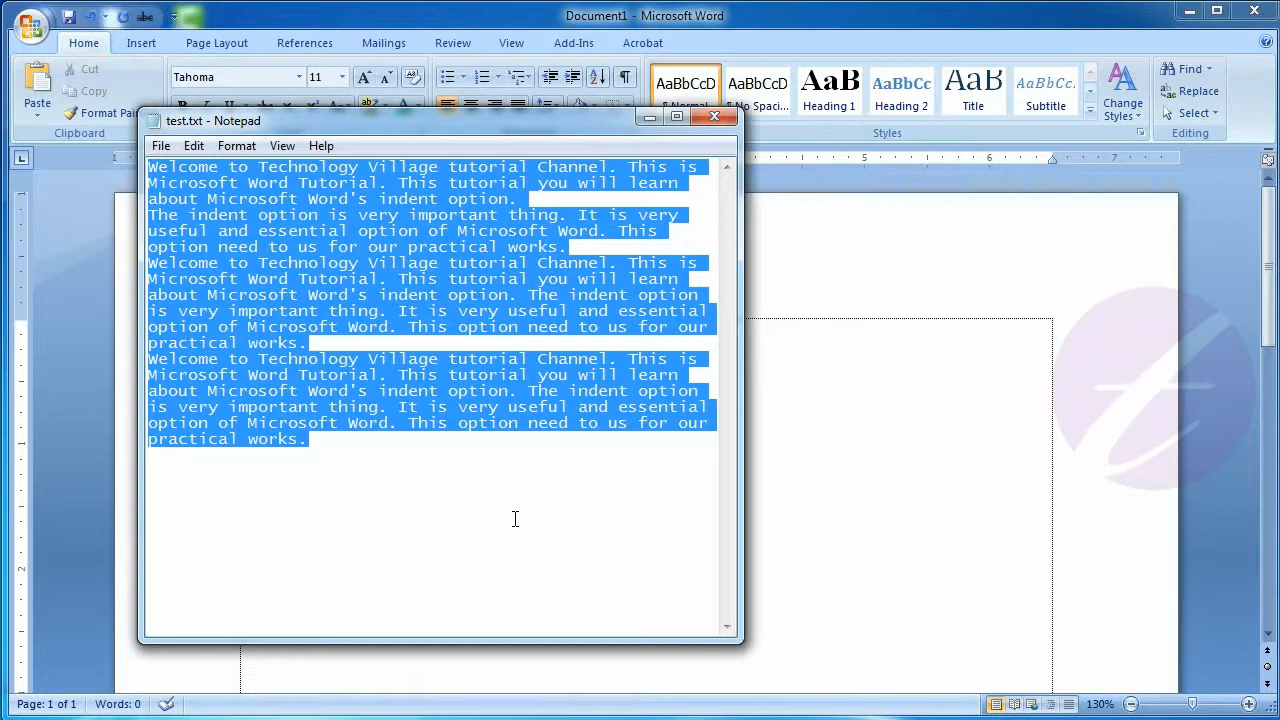 Document1 - Microsoft Word
Home Insert Page Layout References Mailings Review View Add-Ins Acrobat
Paste
Cut
Copy
Format Pain
Clipboard
Tahoma 11
AaBbCcD AaBbCcD AaB AaBbCc AaB AaBbCc.
Normal No Spaci... Heading 1 Heading 2 Title Subtitle
Change
Styles
Styles
Find
Replace
Select
Editing
test.txt - Notepad
File Edit Format View Help
Welcome to Technology Village tutorial Channel. This is
Microsoft Word Tutorial. This tutorial you will learn
about Microsoft Word's indent option.
The indent option is very important thing. It is very
useful and essential option of Microsoft Word. This
option need to us for our practical works.
Welcome to Technology Village tutorial Channel. This is
Microsoft Word Tutorial. This tutorial you will learn
about Microsoft Word's indent option. The indent option
is very important thing. It is very useful and essential
option of Microsoft Word. This option need to us for our
practical works.
Welcome to Technology Village tutorial Channel. This is
Microsoft Word Tutorial. This tutorial you will learn
about Microsoft Word's indent option. The indent option
is very important thing. It is very useful and essential
option of Microsoft Word. This option need to us for our
practical works.
Page: 1 of 1 Words: 0 130%